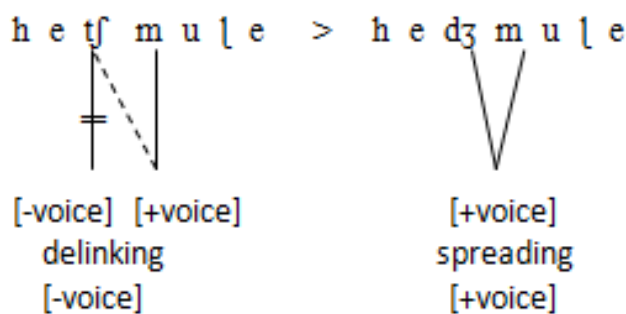 h e tʃ m u ɭ e > h e dʒ m u ɭ e
[-voice] [+voice] [+voice]
delinking spreading
[-voice] [+voice]